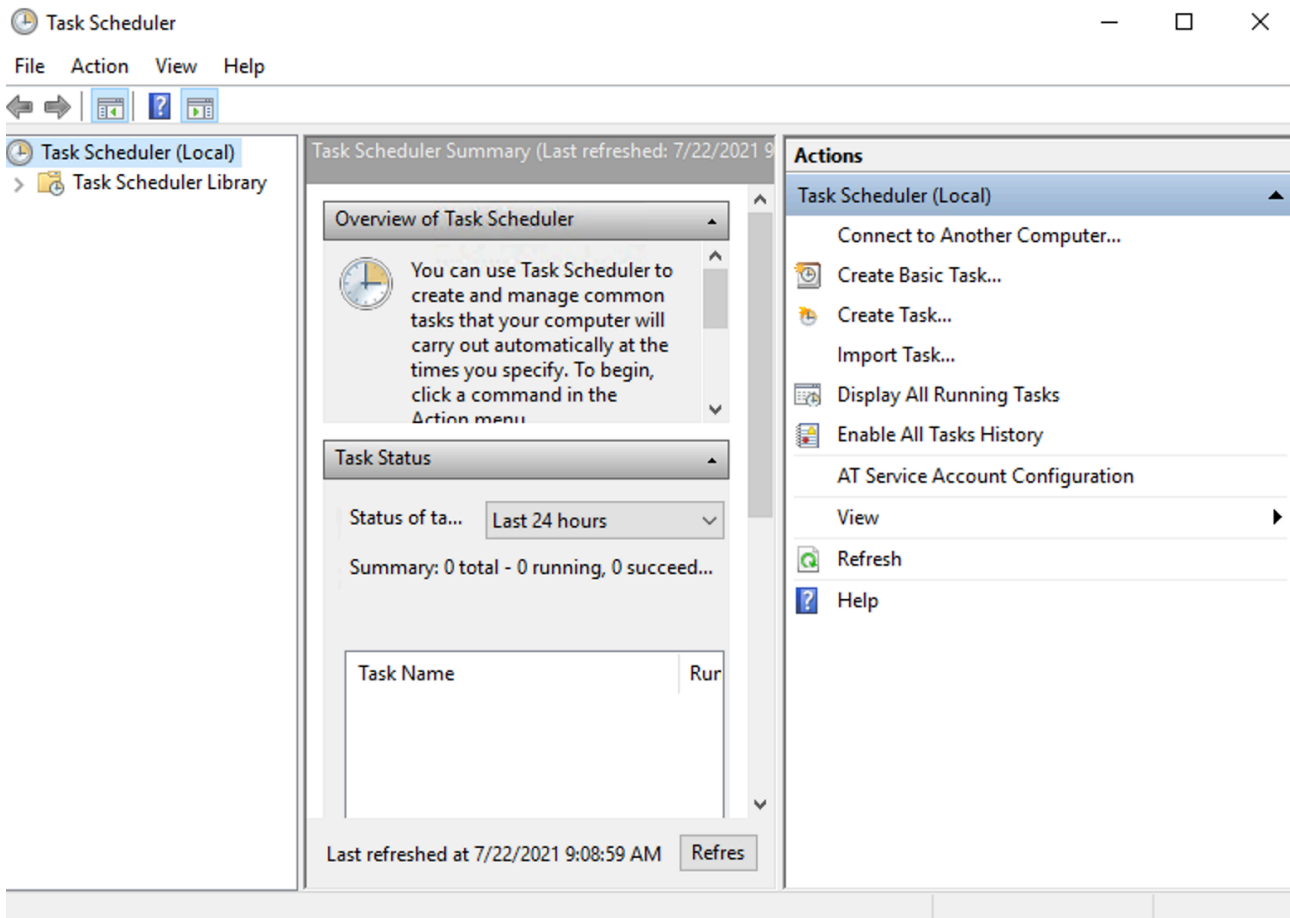 Task Scheduler
File Action View Help
Task Scheduler (Local)
Task Scheduler Library
Task Scheduler Summary (Last refreshed: 7/22/2021 9
Overview of Task Scheduler
You can use Task Scheduler to
create and manage common
tasks that your computer will
carry out automatically at the
times you specify. To begin,
click a command in the
Action menu
Task Status
Status of ta... Last 24 hours
Summary: 0 total - 0 running, 0 succeed...
Task Name Run
Last refreshed at 7/22/2021 9:08:59 AM Refres
Actions
Task Scheduler (Local)
Connect to Another Computer...
Create Basic Task...
Create Task...
Import Task...
Display All Running Tasks
Enable All Tasks History
AT Service Account Configuration
View
Refresh
Help